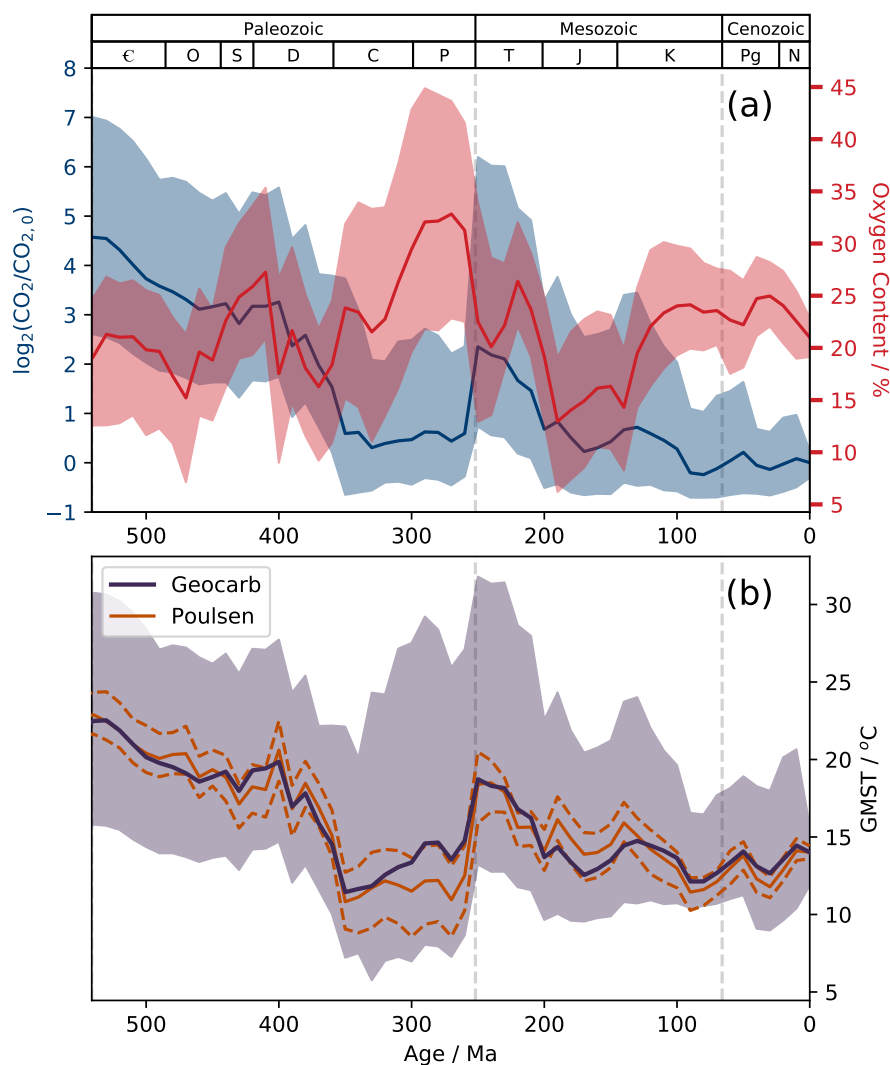 Paleozoic Mesozoic Cenozoic
Ꞓ O S D C P T J K Pg N
(a)
log₂(CO₂/CO₂,₀)
8
7
6
5
4
3
2
1
0
−1
Oxygen Content / %
45
40
35
30
25
20
15
10
5
500 400 300 200 100 0
(b)
Geocarb
Poulsen
GMST / °C
30
25
20
15
10
5
500 400 300 200 100 0
Age / Ma